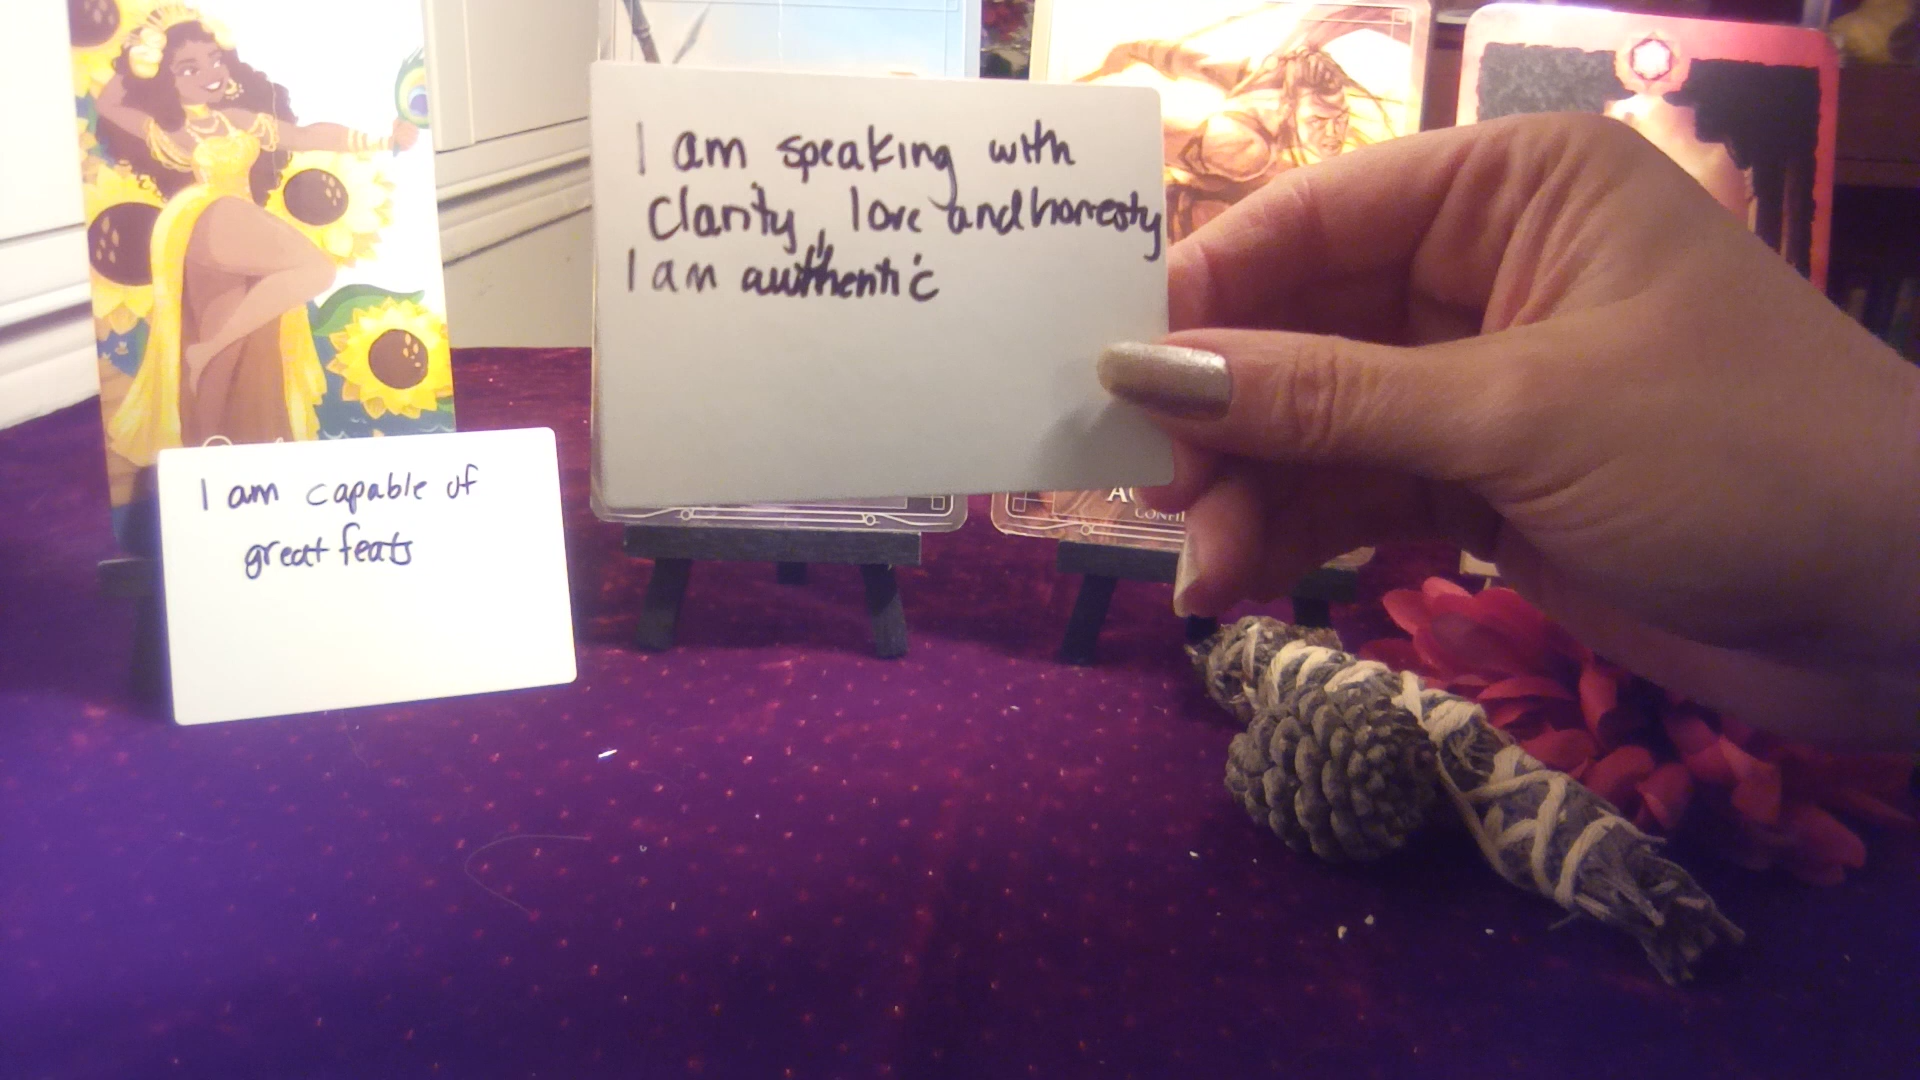 I am speaking with
clarity, love and honesty
I am authentic
I am capable of
great feats